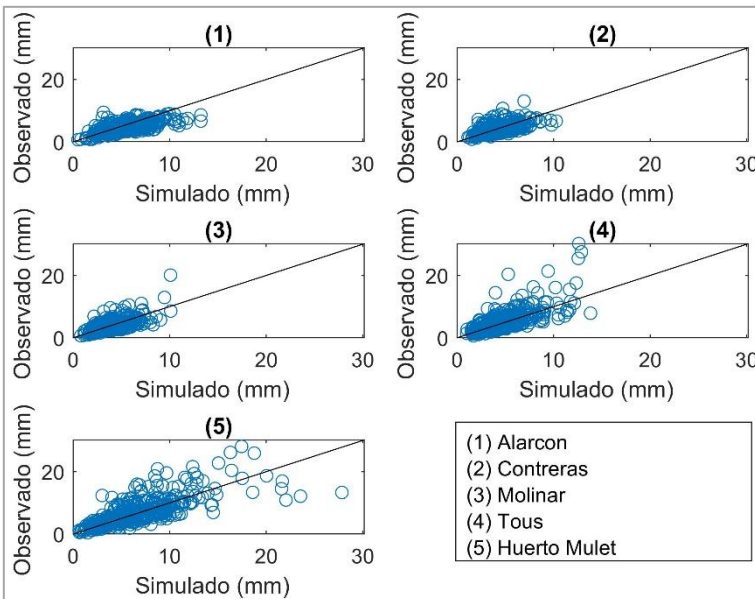 (1)
Observado (mm)
20
0
0 10 20 30
Simulado (mm)
(2)
Observado (mm)
20
0
0 10 20 30
Simulado (mm)
(3)
Observado (mm)
20
0
0 10 20 30
Simulado (mm)
(4)
Observado (mm)
20
0
0 10 20 30
Simulado (mm)
(5)
Observado (mm)
20
0
0 10 20 30
Simulado (mm)
(1) Alarcon
(2) Contreras
(3) Molinar
(4) Tous
(5) Huerto Mulet